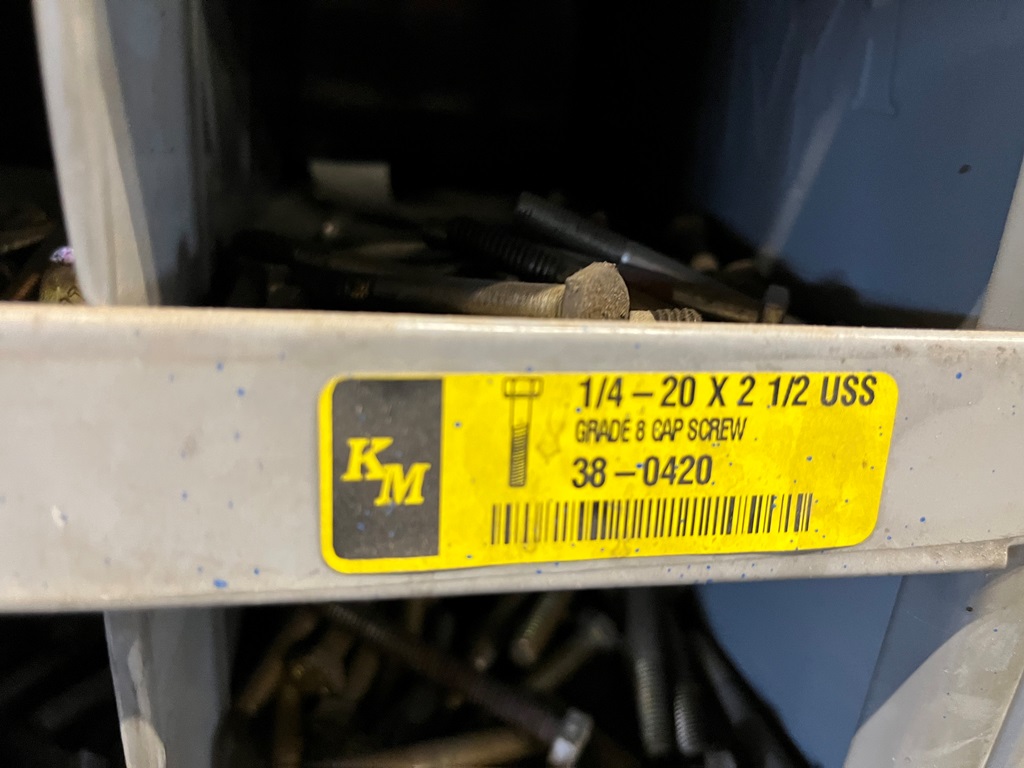 KM
1/4 - 20 X 2 1/2 USS
GRADE 8 CAP SCREW
38-0420